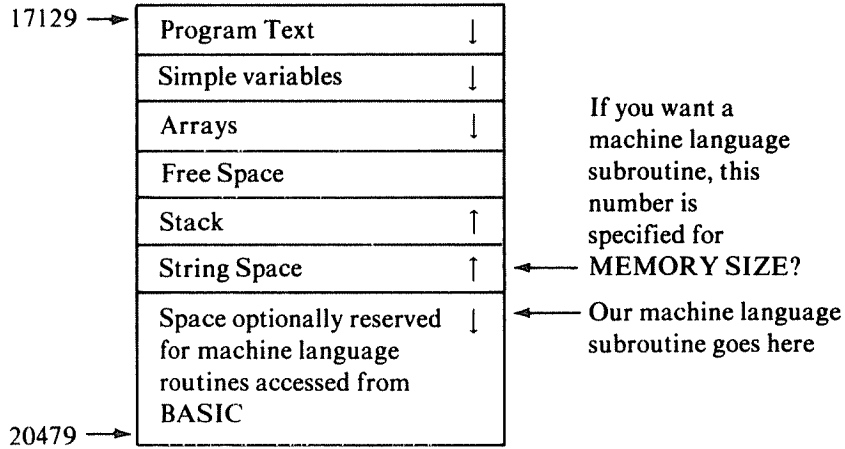 17129
Program Text ↓
Simple variables ↓
Arrays ↓
Free Space
Stack ↑
String Space ↑
Space optionally reserved ↓
for machine language
routines accessed from
BASIC
20479
If you want a
machine language
subroutine, this
number is
specified for
MEMORY SIZE?
Our machine language
subroutine goes here